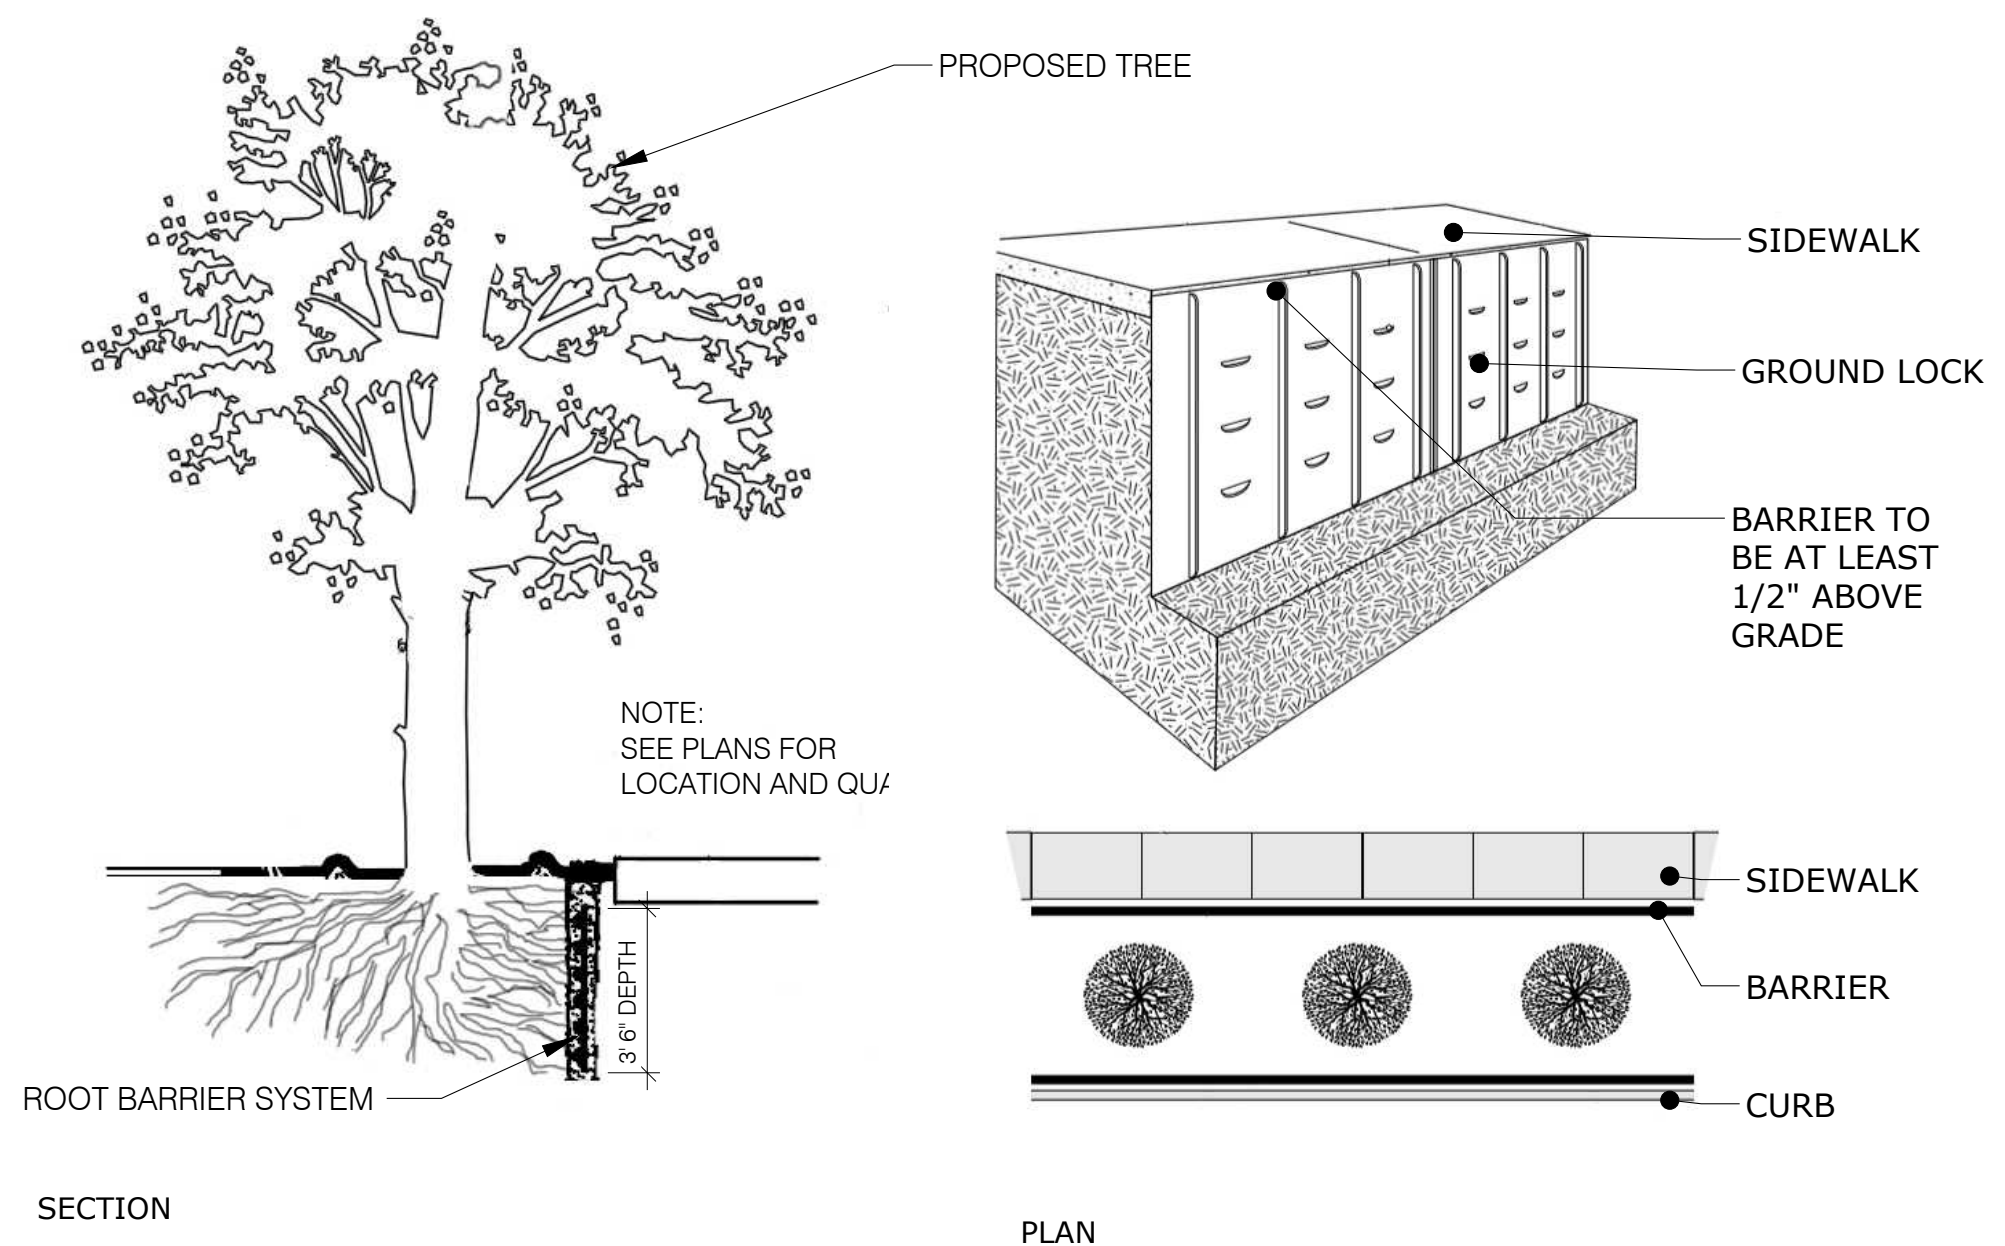 PROPOSED TREE
SIDEWALK
GROUND LOCK
BARRIER TO
BE AT LEAST
1/2" ABOVE
GRADE
NOTE:
SEE PLANS FOR
LOCATION AND
3' 6" DEPTH
ROOT BARRIER SYSTEM
SECTION
SIDEWALK
BARRIER
CURB
PLAN